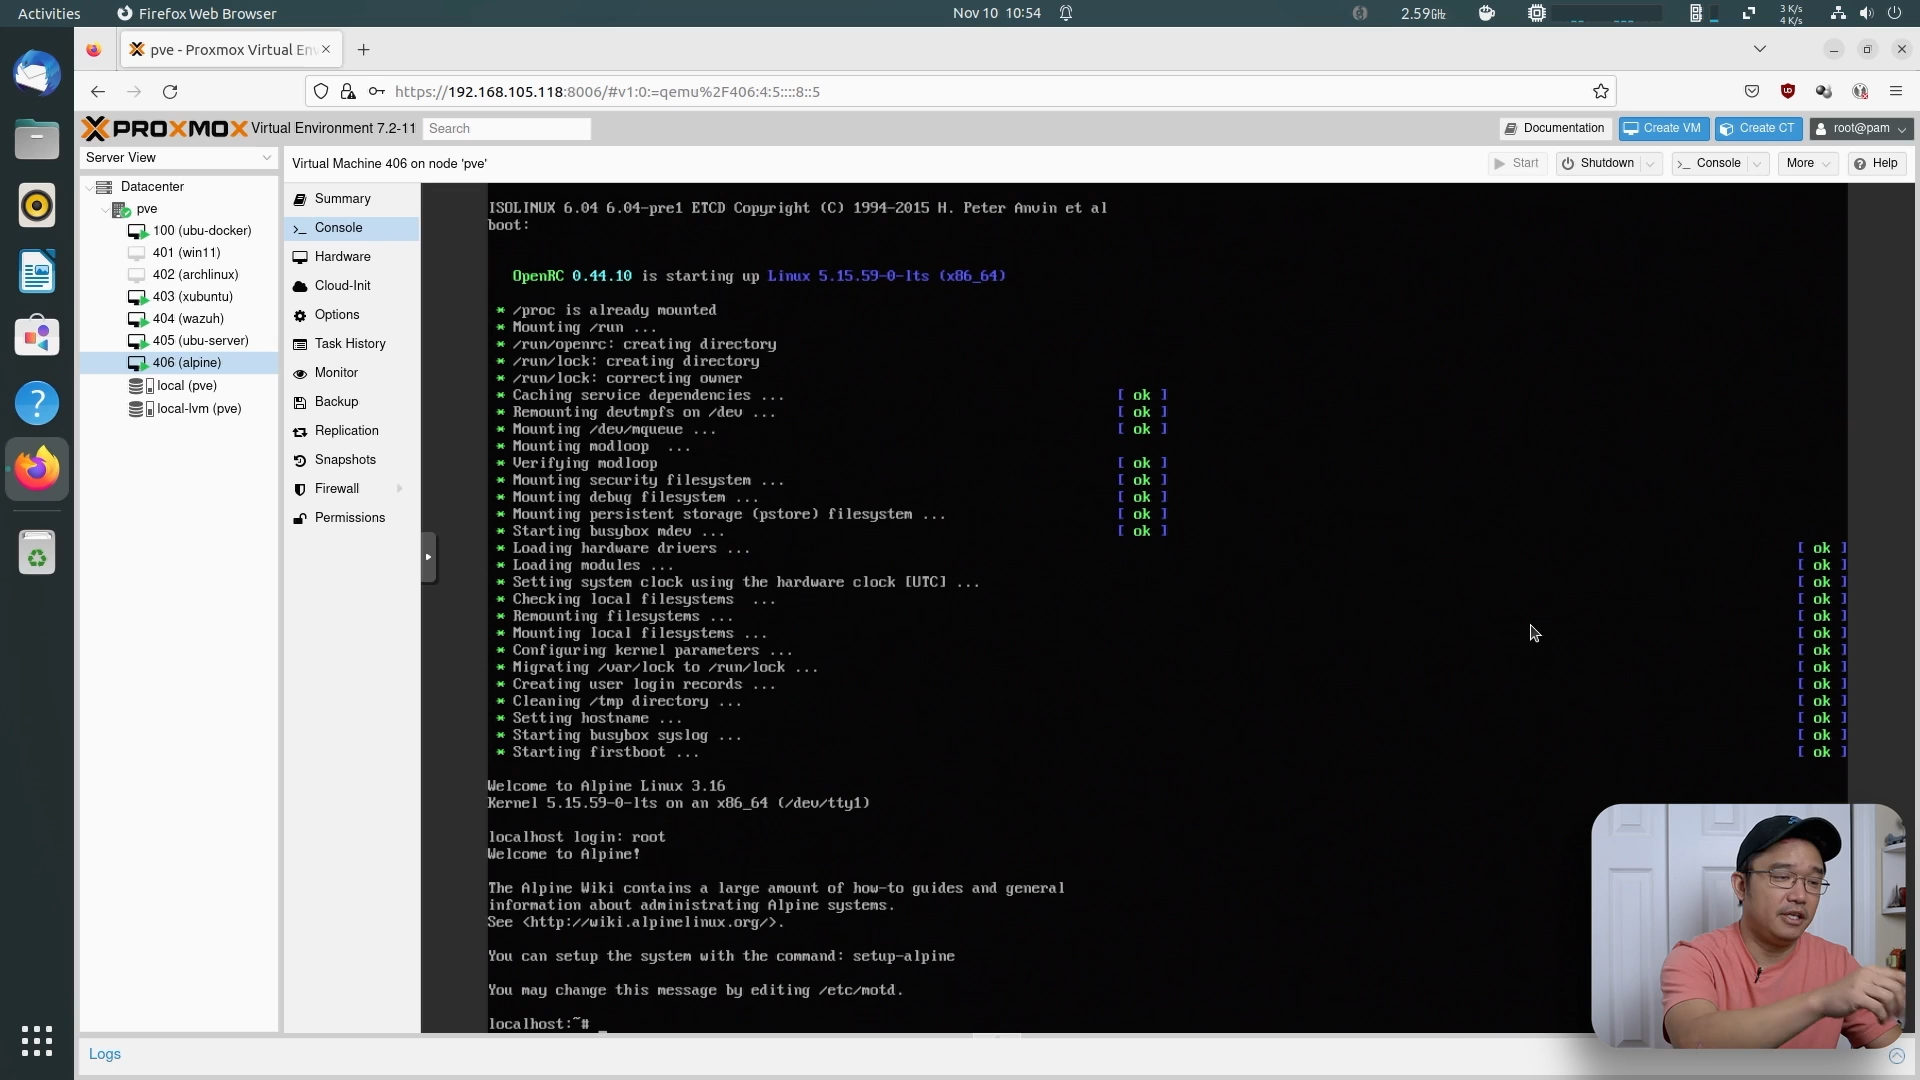 Activities
Firefox Web Browser
Nov 10 10:54
2.59GHz
3 K/s
4 K/s
pve - Proxmox Virtual En
https://192.168.105.118:8006/#v1:0:=qemu%2F406:4:5::::8::5
PROXMOX Virtual Environment 7.2-11
Search
Documentation
Create VM
Create CT
root@pam
Server View
Virtual Machine 406 on node 'pve'
Start
Shutdown
Console
More
Help
Datacenter
pve
100 (ubu-docker)
401 (win11)
402 (archlinux)
403 (xubuntu)
404 (wazuh)
405 (ubu-server)
406 (alpine)
local (pve)
local-lvm (pve)
Summary
Console
Hardware
Cloud-Init
Options
Task History
Monitor
Backup
Replication
Snapshots
Firewall
Permissions
ISOLINUX 6.04 6.04-pre1 ETCD Copyright (C) 1994-2015 H. Peter Anvin et al
boot:
OpenRC 0.44.10 is starting up Linux 5.15.59-0-lts (x86_64)
* /proc is already mounted
* Mounting /run ...
* /run/openrc: creating directory
* /run/lock: creating directory
* /run/lock: correcting owner
* Caching service dependencies ... [ ok ]
* Remounting devtmpfs on /dev ... [ ok ]
* Mounting /dev/mqueue ... [ ok ]
* Mounting modloop ...
* Verifying modloop [ ok ]
* Mounting security filesystem ... [ ok ]
* Mounting debug filesystem ... [ ok ]
* Mounting persistent storage (pstore) filesystem ... [ ok ]
* Starting busybox mdev ... [ ok ]
* Loading hardware drivers ... [ ok ]
* Loading modules ... [ ok ]
* Setting system clock using the hardware clock [UTC] ... [ ok ]
* Checking local filesystems ... [ ok ]
* Remounting filesystems ... [ ok ]
* Mounting local filesystems ... [ ok ]
* Configuring kernel parameters ... [ ok ]
* Migrating /var/lock to /run/lock ... [ ok ]
* Creating user login records ... [ ok ]
* Cleaning /tmp directory ... [ ok ]
* Setting hostname ... [ ok ]
* Starting busybox syslog ... [ ok ]
* Starting firstboot ... [ ok ]
Welcome to Alpine Linux 3.16
Kernel 5.15.59-0-lts on an x86_64 (/dev/tty1)
localhost login: root
Welcome to Alpine!
The Alpine Wiki contains a large amount of how-to guides and general
information about administrating Alpine systems.
See <http://wiki.alpinelinux.org/>.
You can setup the system with the command: setup-alpine
You may change this message by editing /etc/motd.
localhost:~# _
Logs